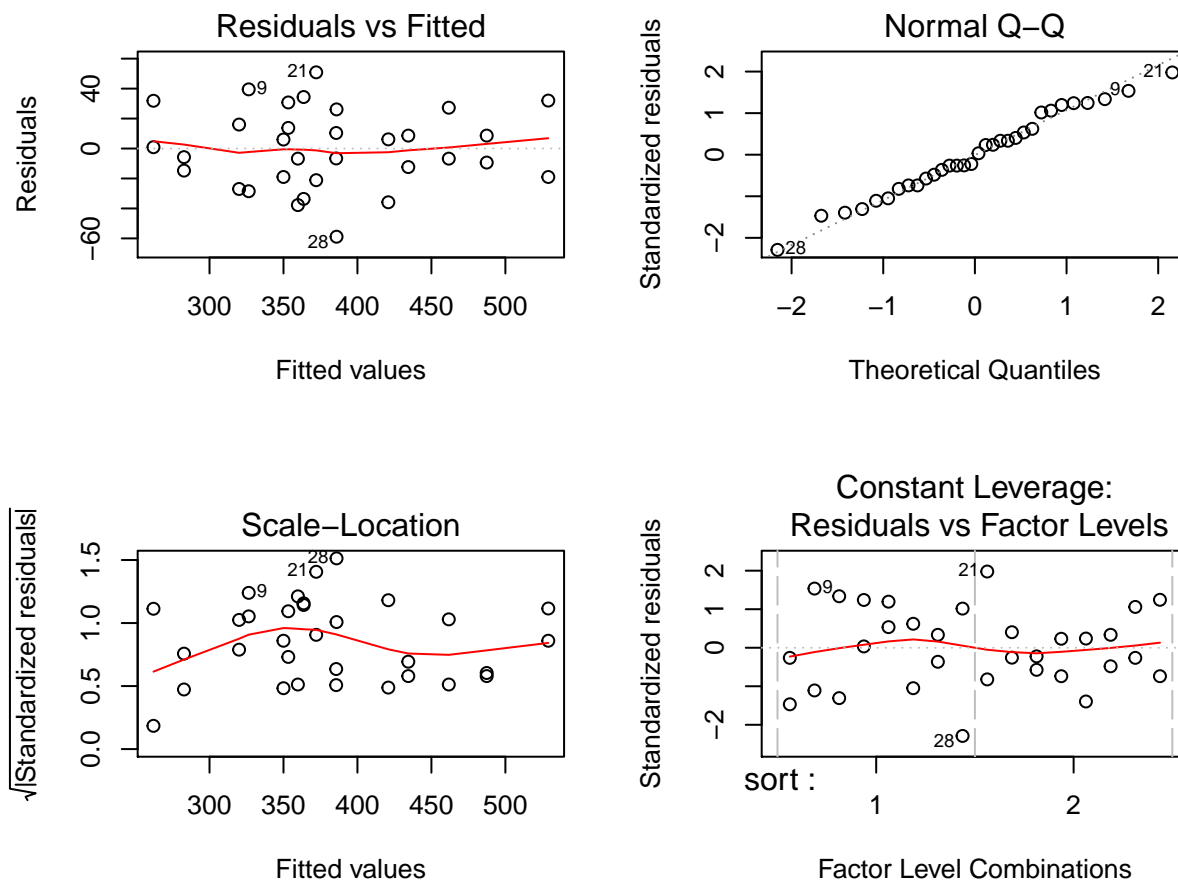 Residuals vs Fitted
Residuals
40
0
−60
21
9
28
300 350 400 450 500
Fitted values
Normal Q−Q
Standardized residuals
2
0
−2
21
9
28
−2 −1 0 1 2
Theoretical Quantiles
Scale−Location
√|Standardized residuals|
1.5
1.0
0.5
0.0
28
21
9
300 350 400 450 500
Fitted values
Constant Leverage:
Residuals vs Factor Levels
Standardized residuals
2
0
−2
21
9
28
sort :
1 2
Factor Level Combinations